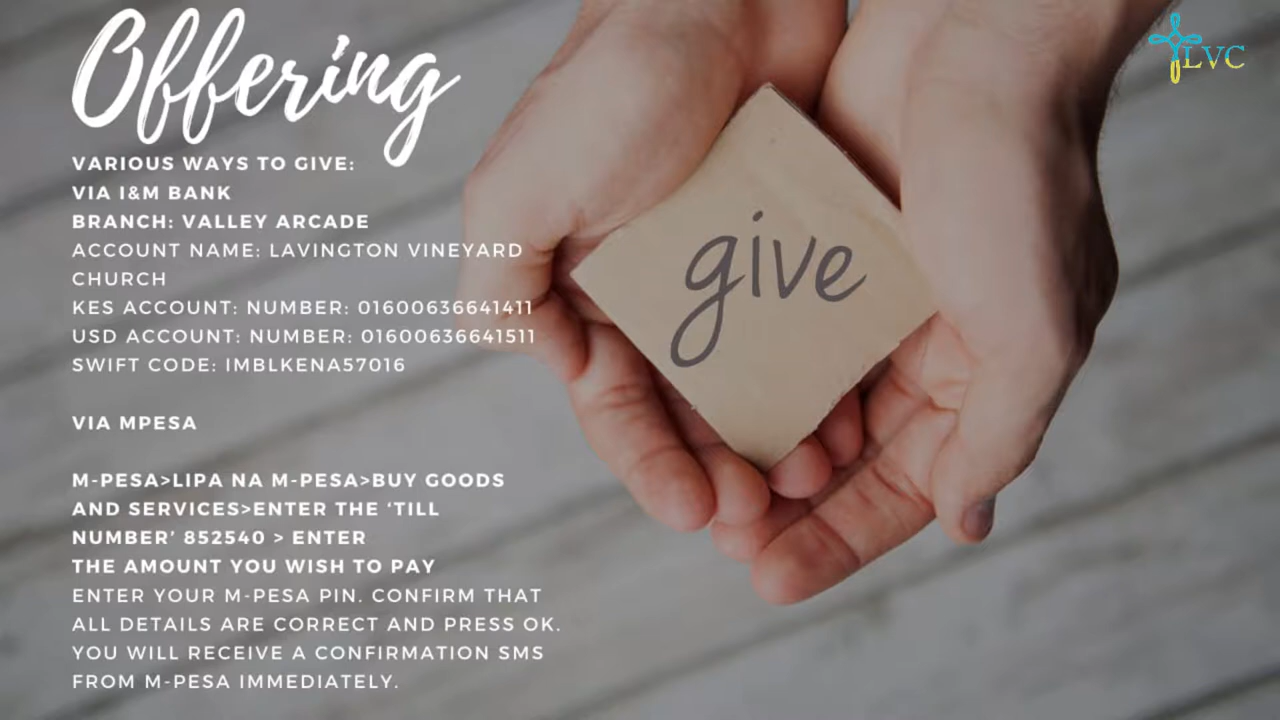 Offering
VARIOUS WAYS TO GIVE:
VIA I&M BANK
BRANCH: VALLEY ARCADE
ACCOUNT NAME: LAVINGTON VINEYARD
CHURCH
KES ACCOUNT: NUMBER: 01600636641411
USD ACCOUNT: NUMBER: 01600636641511
SWIFT CODE: IMBLKENA57016
VIA MPESA
M-PESA>LIPA NA M-PESA>BUY GOODS
AND SERVICES>ENTER THE ‘TILL
NUMBER’ 852540 > ENTER
THE AMOUNT YOU WISH TO PAY
ENTER YOUR M-PESA PIN. CONFIRM THAT
ALL DETAILS ARE CORRECT AND PRESS OK.
YOU WILL RECEIVE A CONFIRMATION SMS
FROM M-PESA IMMEDIATELY.
give
LVC